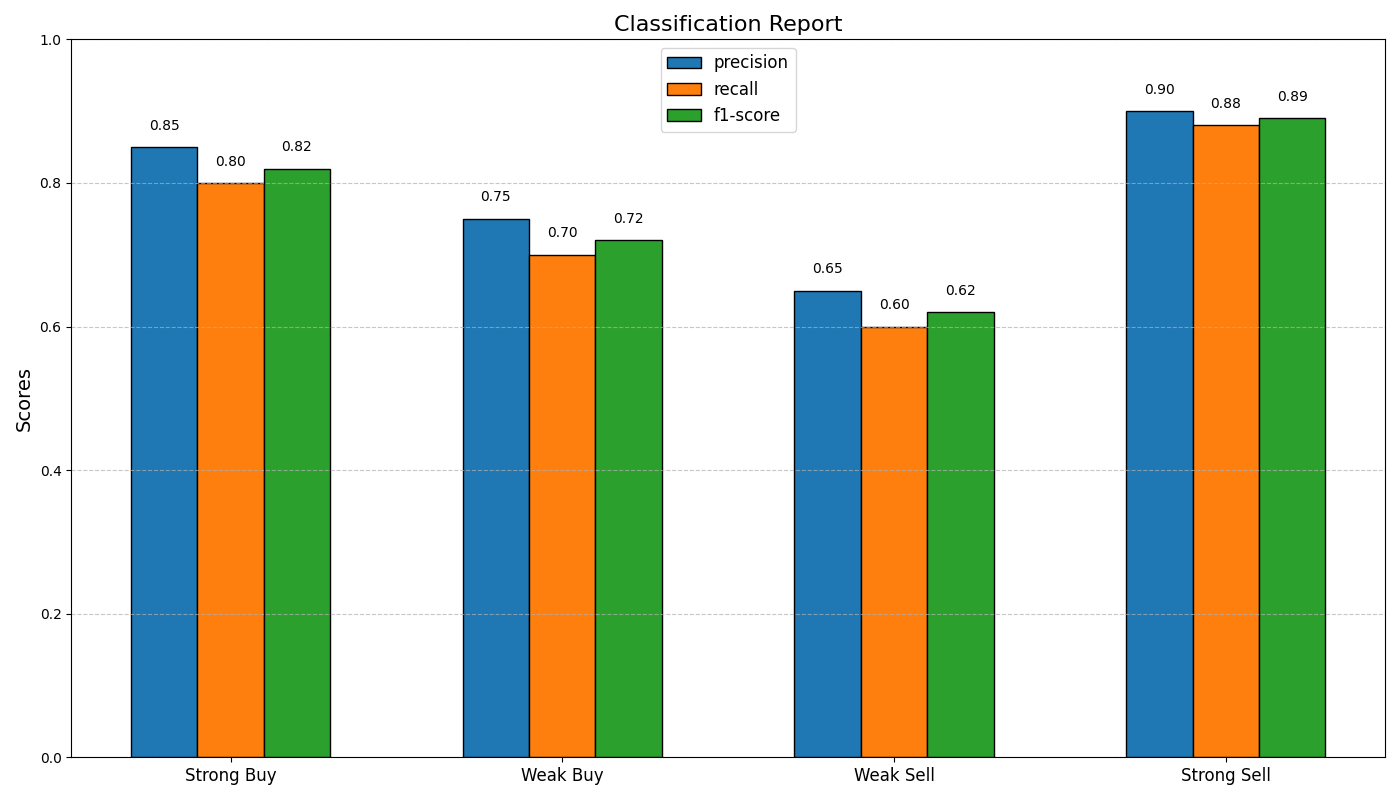 Classification Report
precision
recall
f1-score
Scores
1.0
0.8
0.6
0.4
0.2
0.0
0.85
0.80
0.82
0.75
0.70
0.72
0.65
0.60
0.62
0.90
0.88
0.89
Strong Buy
Weak Buy
Weak Sell
Strong Sell